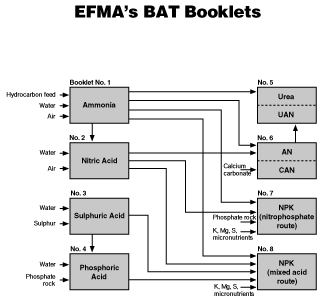 EFMA's BAT Booklets
Booklet No. 1
Hydrocarbon feed
Water
Air
Ammonia
No. 5
Urea
UAN
No. 2
Water
Air
Nitric Acid
No. 6
AN
CAN
Calcium
carbonate
No. 3
Water
Sulphur
Sulphuric Acid
No. 7
NPK
(nitrophosphate
route)
Phosphate rock
K, Mg, S,
micronutrients
No. 4
Water
Phosphate
rock
Phosphoric
Acid
No. 8
NPK
(mixed acid
route)
K, Mg, S,
micronutrients